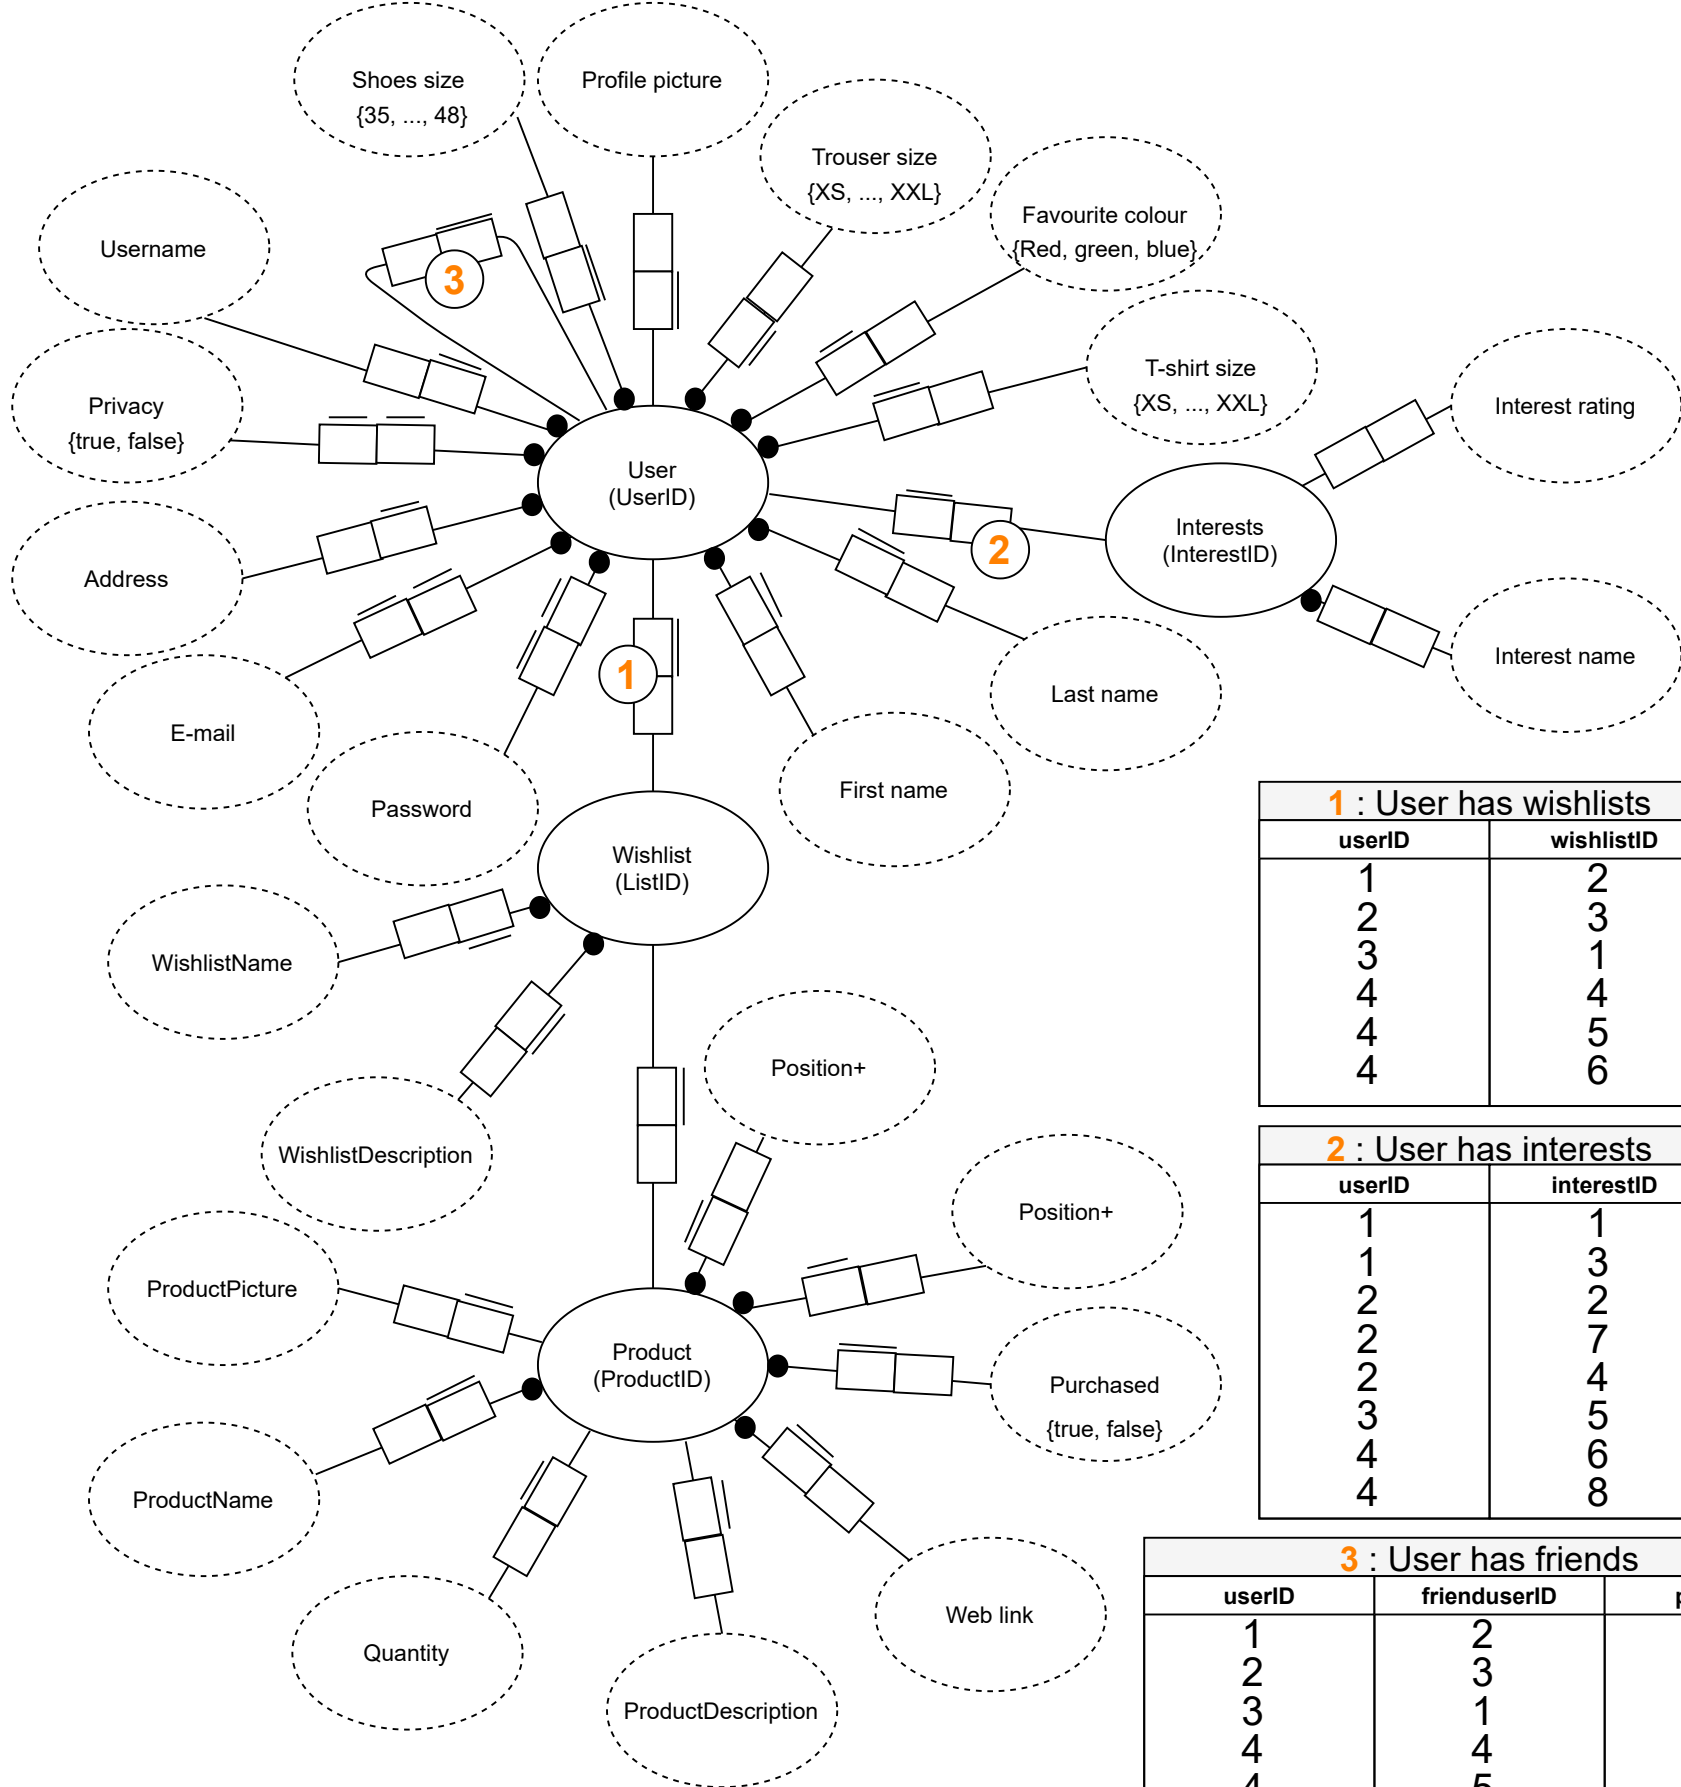 Shoes size
{35, ..., 48}
Profile picture
Trouser size
{XS, ..., XXL}
Favourite colour
{Red, green, blue}
Username
3
T-shirt size
{XS, ..., XXL}
Interest rating
Privacy
{true, false}
User
(UserID)
Interests
(InterestID)
2
Address
Interest name
1
Last name
E-mail
Password
First name
Wishlist
(ListID)
WishlistName
WishlistDescription
Position+
Position+
ProductPicture
Product
(ProductID)
Purchased
{true, false}
ProductName
Quantity
ProductDescription
Web link
1 : User has wishlists
userID wishlistID
1 2
2 3
3 1
4 4
4 5
4 6
2 : User has interests
userID interestID
1 1
1 3
2 2
2 7
2 4
3 5
4 6
4 8
3 : User has friends
userID frienduserID
1 2
2 3
3 1
4 4
4 5